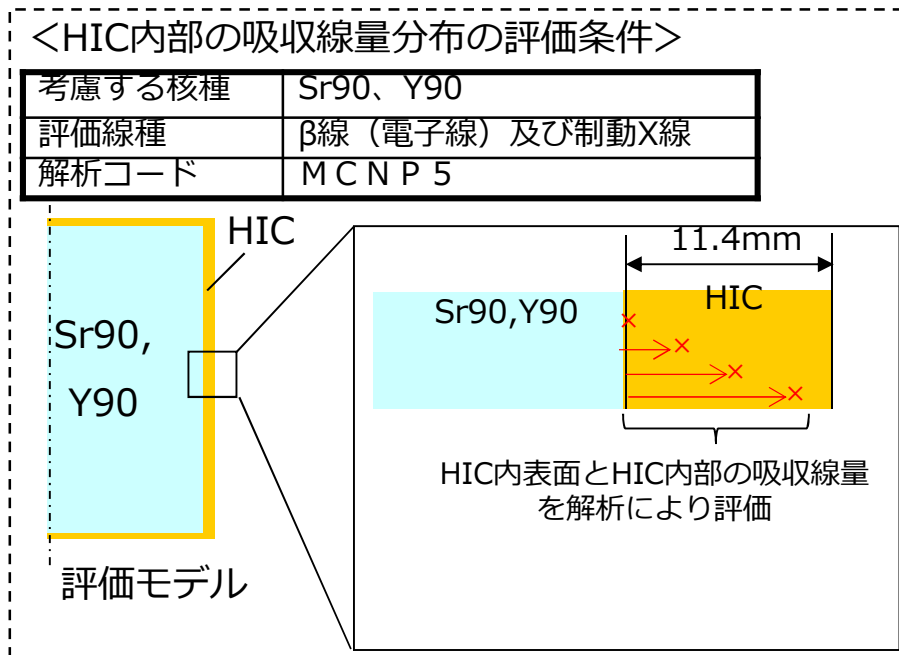 <HIC内部の吸収線量分布の評価条件>
考慮する核種 Sr90、Y90
評価線種 β線（電子線）及び制動X線
解析コード ＭＣＮＰ５
HIC
Sr90,
Y90
評価モデル
11.4mm
HIC
Sr90,Y90
HIC内表面とHIC内部の吸収線量
を解析により評価